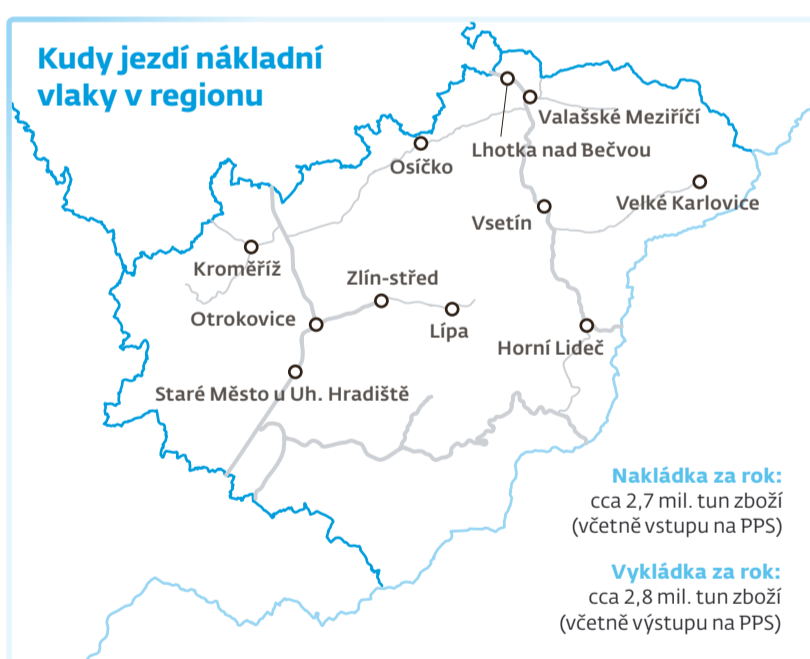 Kudy jezdí nákladní
vlaky v regionu
Valašské Meziříčí
Lhotka nad Bečvou
Osíčko
Velké Karlovice
Vsetín
Kroměříž
Zlín-střed
Otrokovice
Lípa
Horní Lideč
Staré Město u Uh. Hradiště
Nakládka za rok:
cca 2,7 mil. tun zboží
(včetně vstupu na PPS)
Vykládka za rok:
cca 2,8 mil. tun zboží
(včetně výstupu na PPS)